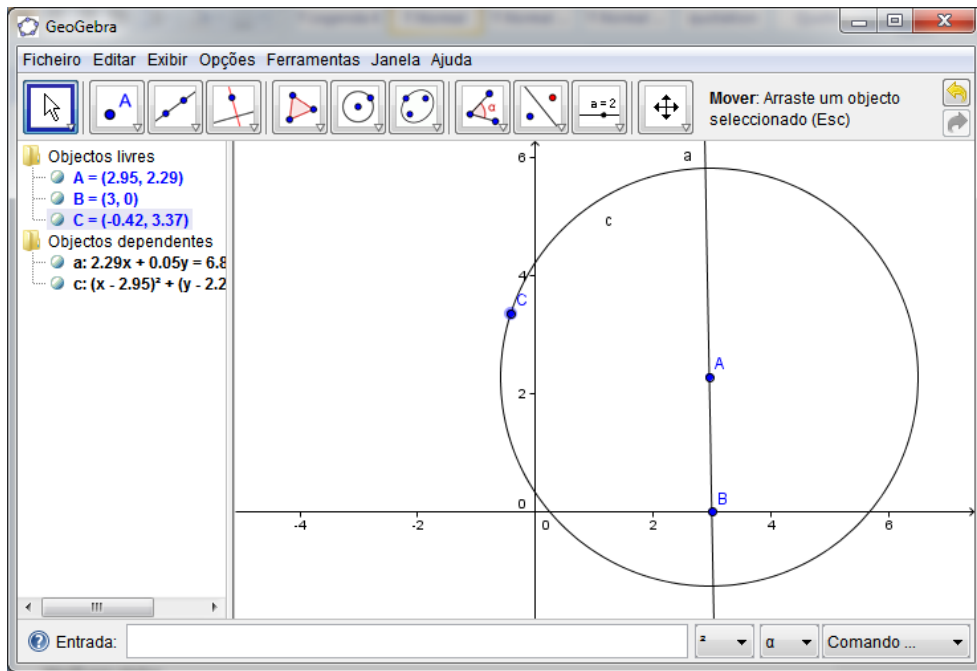 GeoGebra
Ficheiro Editar Exibir Opções Ferramentas Janela Ajuda
A
α
a = 2
Mover: Arraste um objecto
seleccionado (Esc)
Objectos livres
A = (2.95, 2.29)
B = (3, 0)
C = (-0.42, 3.37)
Objectos dependentes
a: 2.29x + 0.05y = 6.8
c: (x - 2.95)² + (y - 2.2
6
a
c
4
C
A
2
0
B
-4
-2
0
2
4
6
Entrada:
²
α
Comando ...